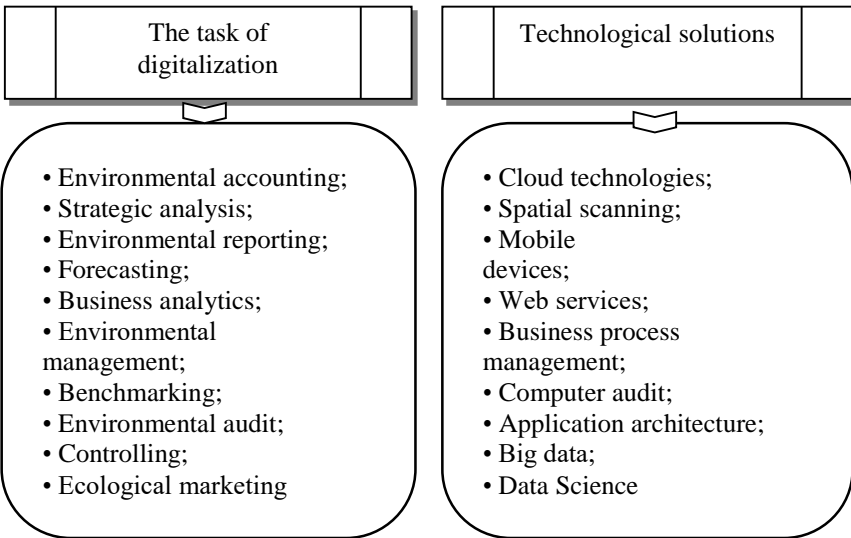 The task of
digitalization
• Environmental accounting;
• Strategic analysis;
• Environmental reporting;
• Forecasting;
• Business analytics;
• Environmental
management;
• Benchmarking;
• Environmental audit;
• Controlling;
• Ecological marketing
Technological solutions
• Cloud technologies;
• Spatial scanning;
• Mobile
devices;
• Web services;
• Business process
management;
• Computer audit;
• Application architecture;
• Big data;
• Data Science